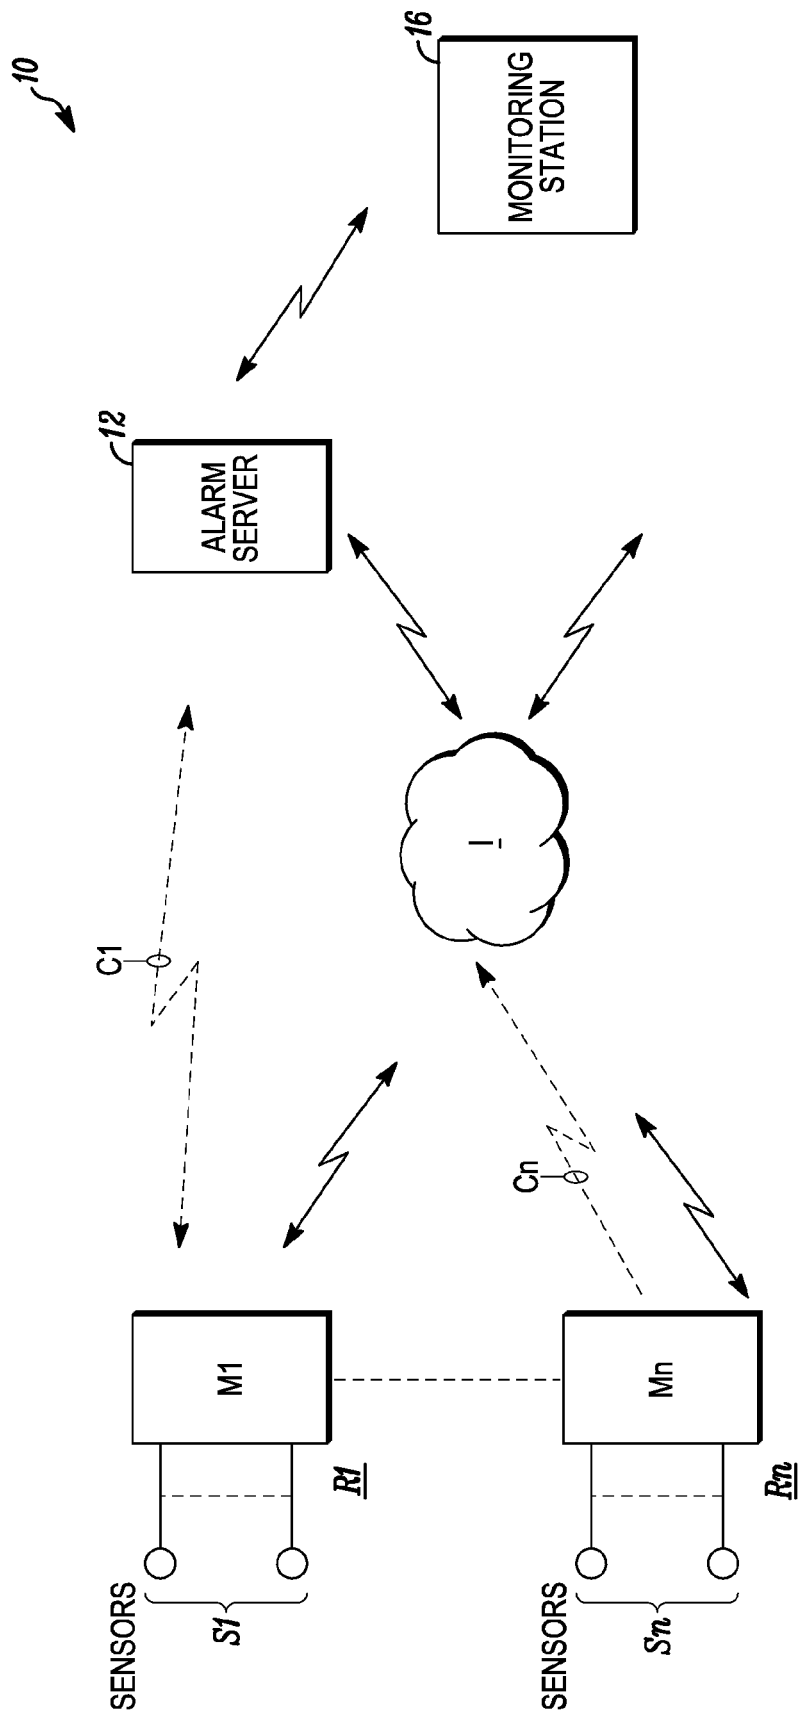 10
16
MONITORING
STATION
12
ALARM
SERVER
C1
I
Cn
M1
Mn
R1
Rn
SENSORS
S1
SENSORS
Sn